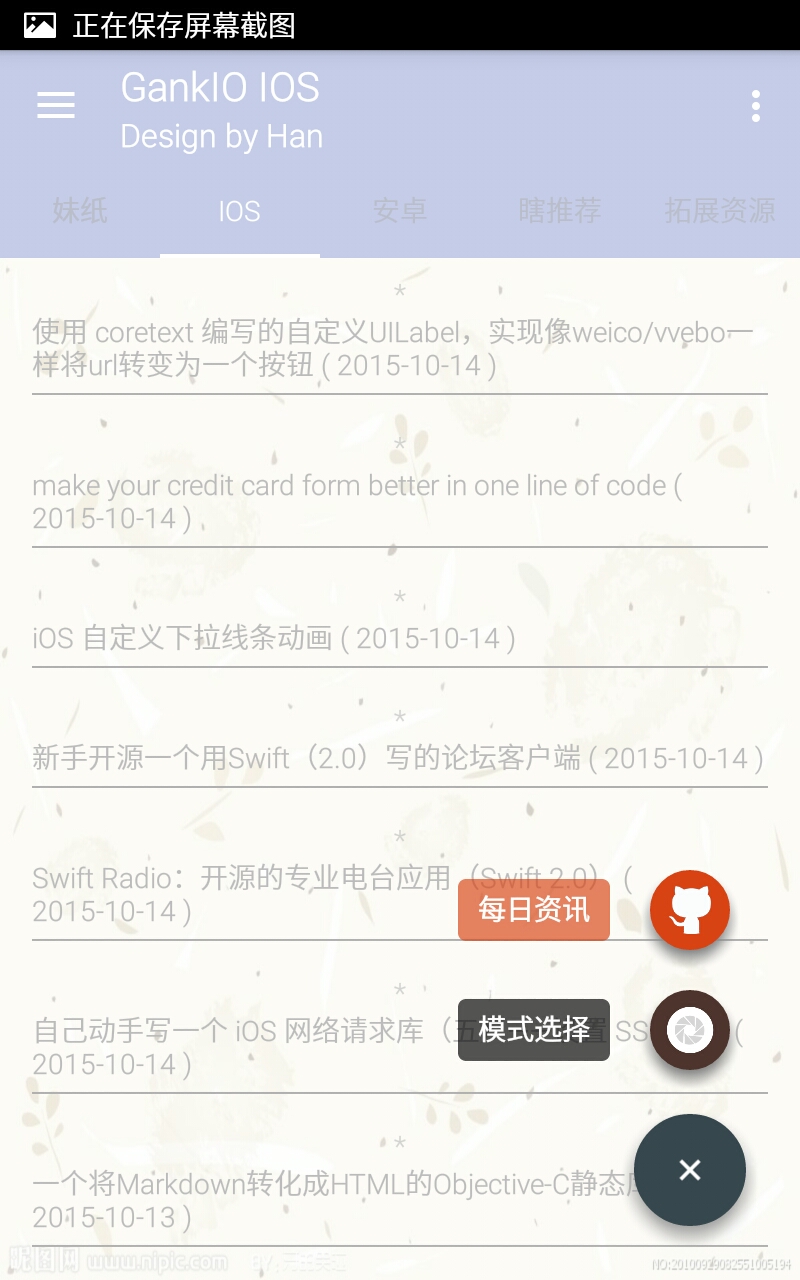 正在保存屏幕截图
GankIO IOS
Design by Han
妹纸
IOS
安卓
瞎推荐
拓展资源
*
使用 coretext 编写的自定义UILabel，实现像weico/vvebo一
样将url转变为一个按钮 ( 2015-10-14 )
*
make your credit card form better in one line of code (
2015-10-14 )
*
iOS 自定义下拉线条动画 ( 2015-10-14 )
*
新手开源一个用Swift（2.0）写的论坛客户端 ( 2015-10-14 )
*
Swift Radio：开源的专业电台应用（Swift 2.0） (
2015-10-14 )
每日资讯
*
自己动手写一个 iOS 网络请求库（五 置 SS (
2015-10-14 )
模式选择
*
一个将Markdown转化成HTML的Objective-C静态
2015-10-13 )
昵图网 www.nipic.com BY:
NO:20100929082551005194